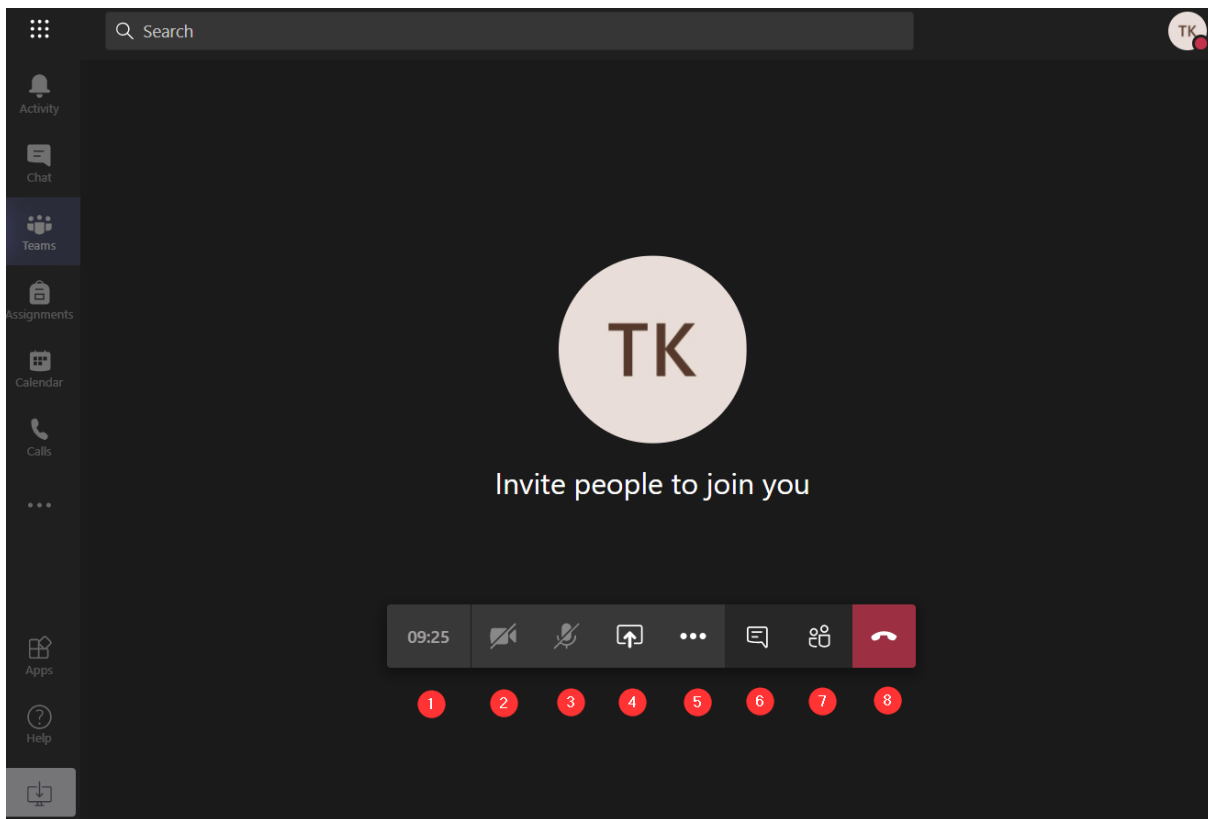 Search
TK
Activity
Chat
Teams
Assignments
Calendar
Calls
TK
Invite people to join you
09:25
1 2 3 4 5 6 7 8
Apps
Help